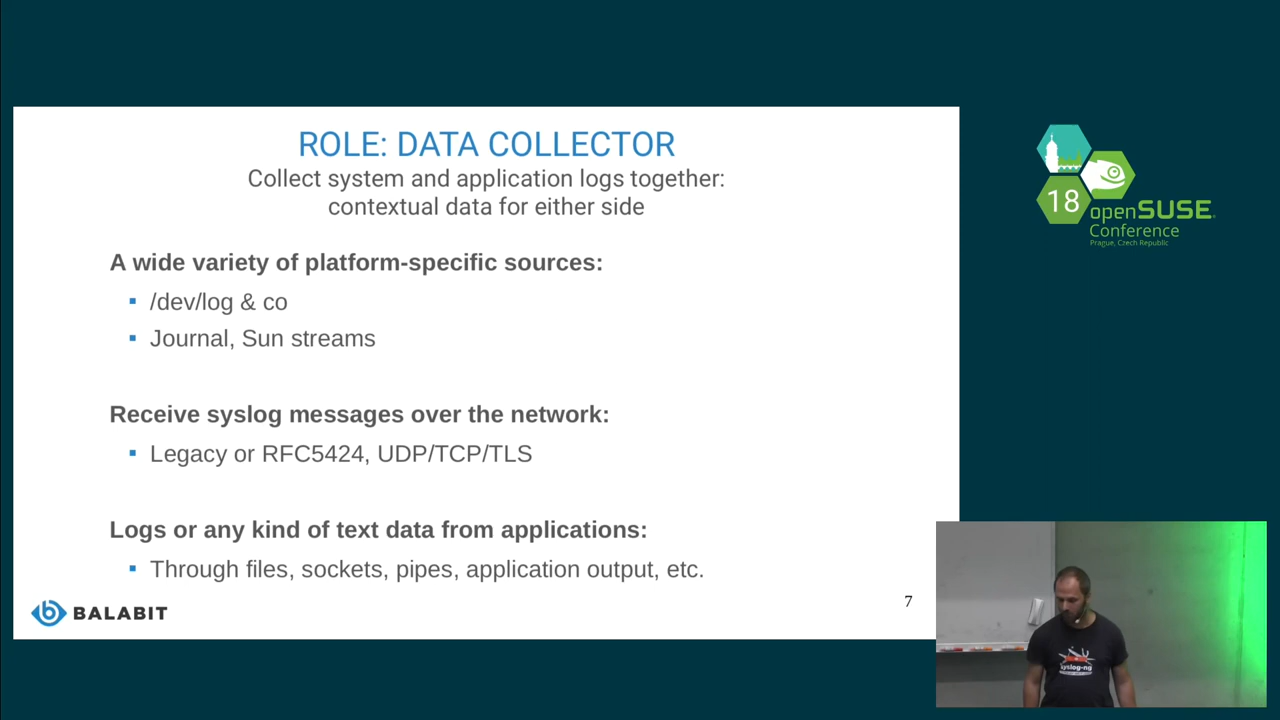 ROLE: DATA COLLECTOR
Collect system and application logs together:
contextual data for either side
A wide variety of platform-specific sources:
/dev/log & co
Journal, Sun streams
Receive syslog messages over the network:
Legacy or RFC5424, UDP/TCP/TLS
Logs or any kind of text data from applications:
Through files, sockets, pipes, application output, etc.
BALABIT
7
18
openSUSE
Conference
Prague, Czech Republic
syslog-ng